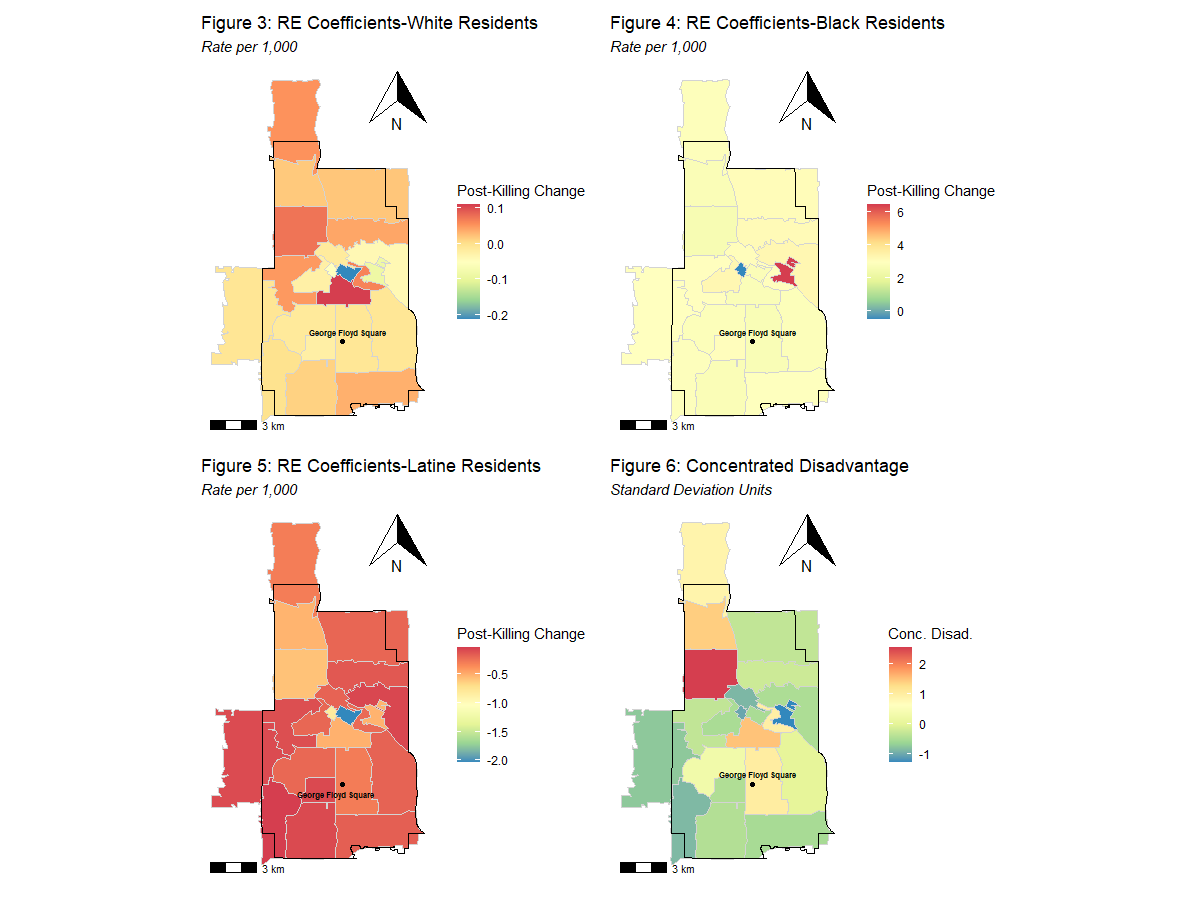 Figure 3: RE Coefficients-White Residents
Rate per 1,000
N
Post-Killing Change
0.1
0.0
-0.1
-0.2
George Floyd Square
3 km
Figure 4: RE Coefficients-Black Residents
Rate per 1,000
N
Post-Killing Change
6
4
2
0
George Floyd Square
3 km
Figure 5: RE Coefficients-Latine Residents
Rate per 1,000
N
Post-Killing Change
-0.5
-1.0
-1.5
-2.0
George Floyd Square
3 km
Figure 6: Concentrated Disadvantage
Standard Deviation Units
N
Conc. Disad.
2
1
0
-1
George Floyd Square
3 km